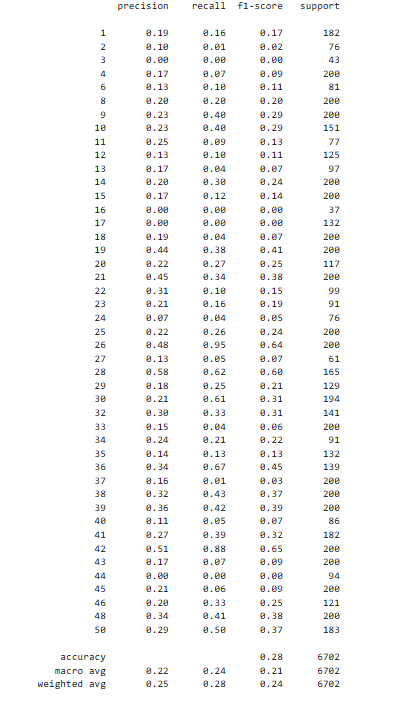 precision recall f1-score support
1 0.19 0.16 0.17 182
2 0.10 0.01 0.02 76
3 0.00 0.00 0.00 43
4 0.17 0.07 0.09 200
6 0.13 0.10 0.11 81
8 0.20 0.20 0.20 200
9 0.23 0.40 0.29 200
10 0.23 0.40 0.29 151
11 0.25 0.09 0.13 77
12 0.13 0.10 0.11 125
13 0.17 0.04 0.07 97
14 0.20 0.30 0.24 200
15 0.17 0.12 0.14 200
16 0.00 0.00 0.00 37
17 0.00 0.00 0.00 132
18 0.19 0.04 0.07 200
19 0.44 0.38 0.41 200
20 0.22 0.27 0.25 117
21 0.45 0.34 0.38 200
22 0.31 0.10 0.15 99
23 0.21 0.16 0.19 91
24 0.07 0.04 0.05 76
25 0.22 0.26 0.24 200
26 0.48 0.95 0.64 200
27 0.13 0.05 0.07 61
28 0.58 0.62 0.60 165
29 0.18 0.25 0.21 129
30 0.21 0.61 0.31 194
32 0.30 0.33 0.31 141
33 0.15 0.04 0.06 200
34 0.24 0.21 0.22 91
35 0.14 0.13 0.13 132
36 0.34 0.67 0.45 139
37 0.16 0.01 0.03 200
38 0.32 0.43 0.37 200
39 0.36 0.42 0.39 200
40 0.11 0.05 0.07 86
41 0.27 0.39 0.32 182
42 0.51 0.88 0.65 200
43 0.17 0.07 0.09 200
44 0.00 0.00 0.00 94
45 0.21 0.06 0.09 200
46 0.20 0.33 0.25 121
48 0.34 0.41 0.38 200
50 0.29 0.50 0.37 183
accuracy 0.28 6702
macro avg 0.22 0.24 0.21 6702
weighted avg 0.25 0.28 0.24 6702